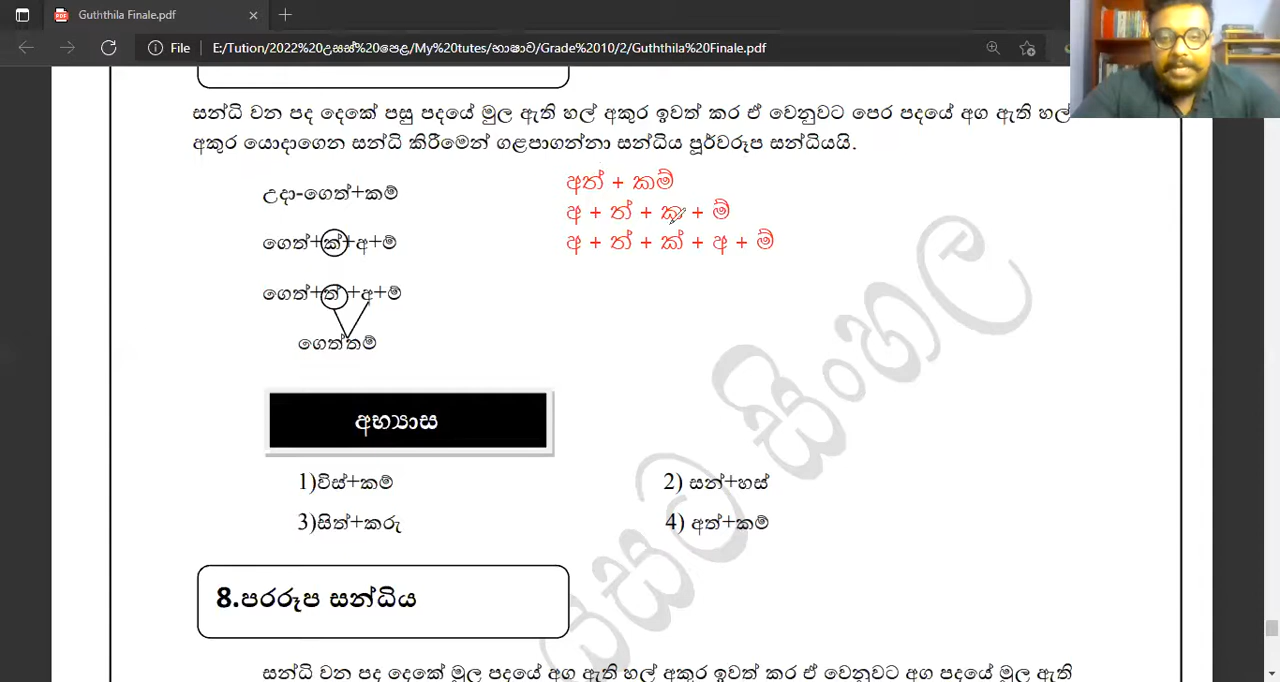 Guththila Finale.pdf
File E:/Tution/2022%20උසස්%20පෙළ/My%20tutes/භාෂාව/Grade%2010/2/Guththila%20Finale.pdf
සන්ධි වන පද දෙකේ පසු පදයේ මුල ඇති හල් අකුර ඉවත් කර ඒ වෙනුවට පෙර පදයේ අග ඇති හල්
අකුර යොදාගෙන සන්ධි කිරීමෙන් ගළපාගන්නා සන්ධිය පූර්වරූප සන්ධියයි.
උදා-ගෙත්+කම්
ගෙත්+ක්+අ+ම්
ගෙත්+ත්+අ+ම්
ගෙත්තම්
අත් + කම්
අ + ත් + ක + ම්
අ + ත් + ක් + අ + ම්
අභ්‍යාස
1)විස්+කම්
2) සන්+හස්
3)සිත්+කරු
4) අත්+කම්
8.පරරූප සන්ධිය
සන්ධි වන පද දෙකේ මුල පදයේ අග ඇති හල් අකුර ඉවත් කර ඒ වෙනුවට අග පදයේ මුල ඇති
සිංහල